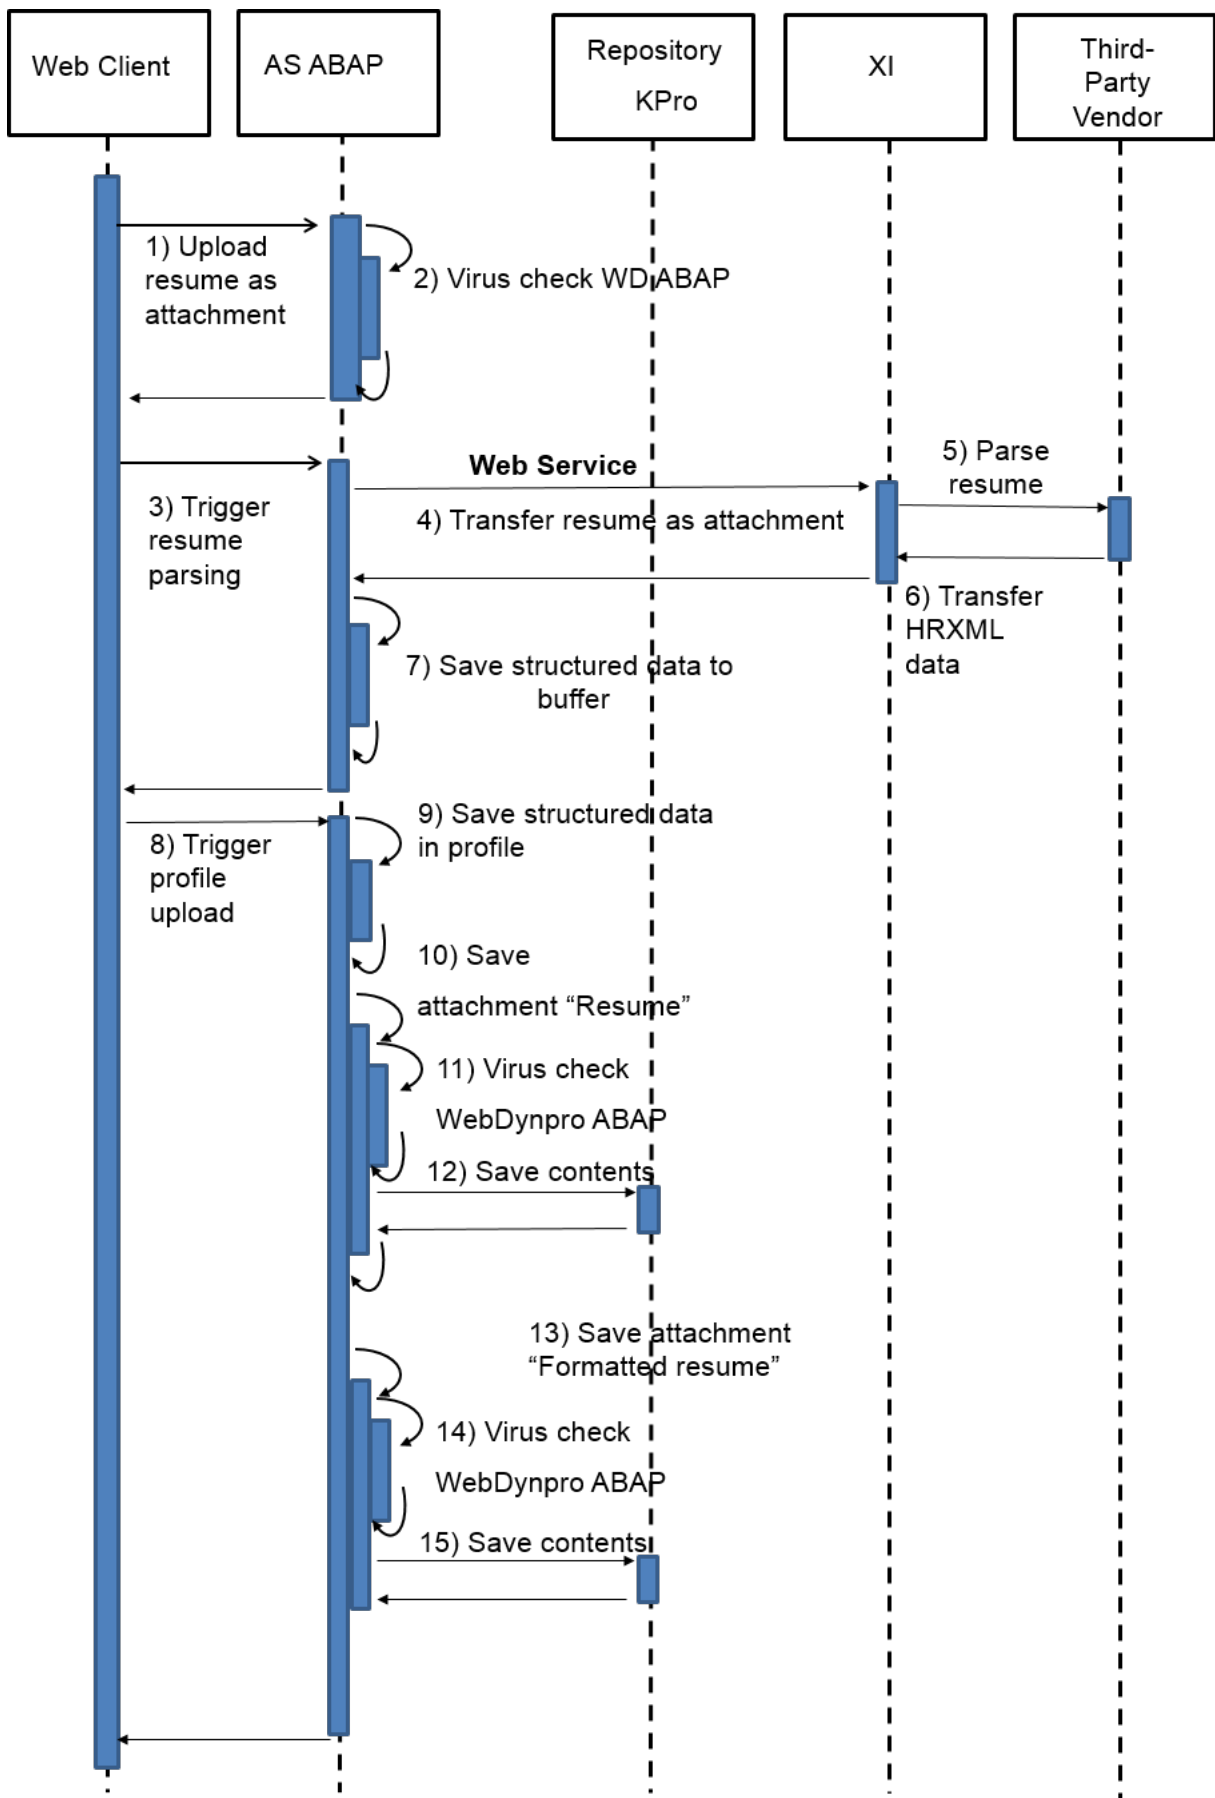 Web Client
AS ABAP
Repository
KPro
XI
Third-
Party
Vendor
1) Upload
resume as
attachment
2) Virus check WD ABAP
3) Trigger
resume
parsing
Web Service
4) Transfer resume as attachment
5) Parse
resume
6) Transfer
HRXML
data
7) Save structured data to
buffer
8) Trigger
profile
upload
9) Save structured data
in profile
10) Save
attachment “Resume”
11) Virus check
WebDynpro ABAP
12) Save contents
13) Save attachment
“Formatted resume”
14) Virus check
WebDynpro ABAP
15) Save contents